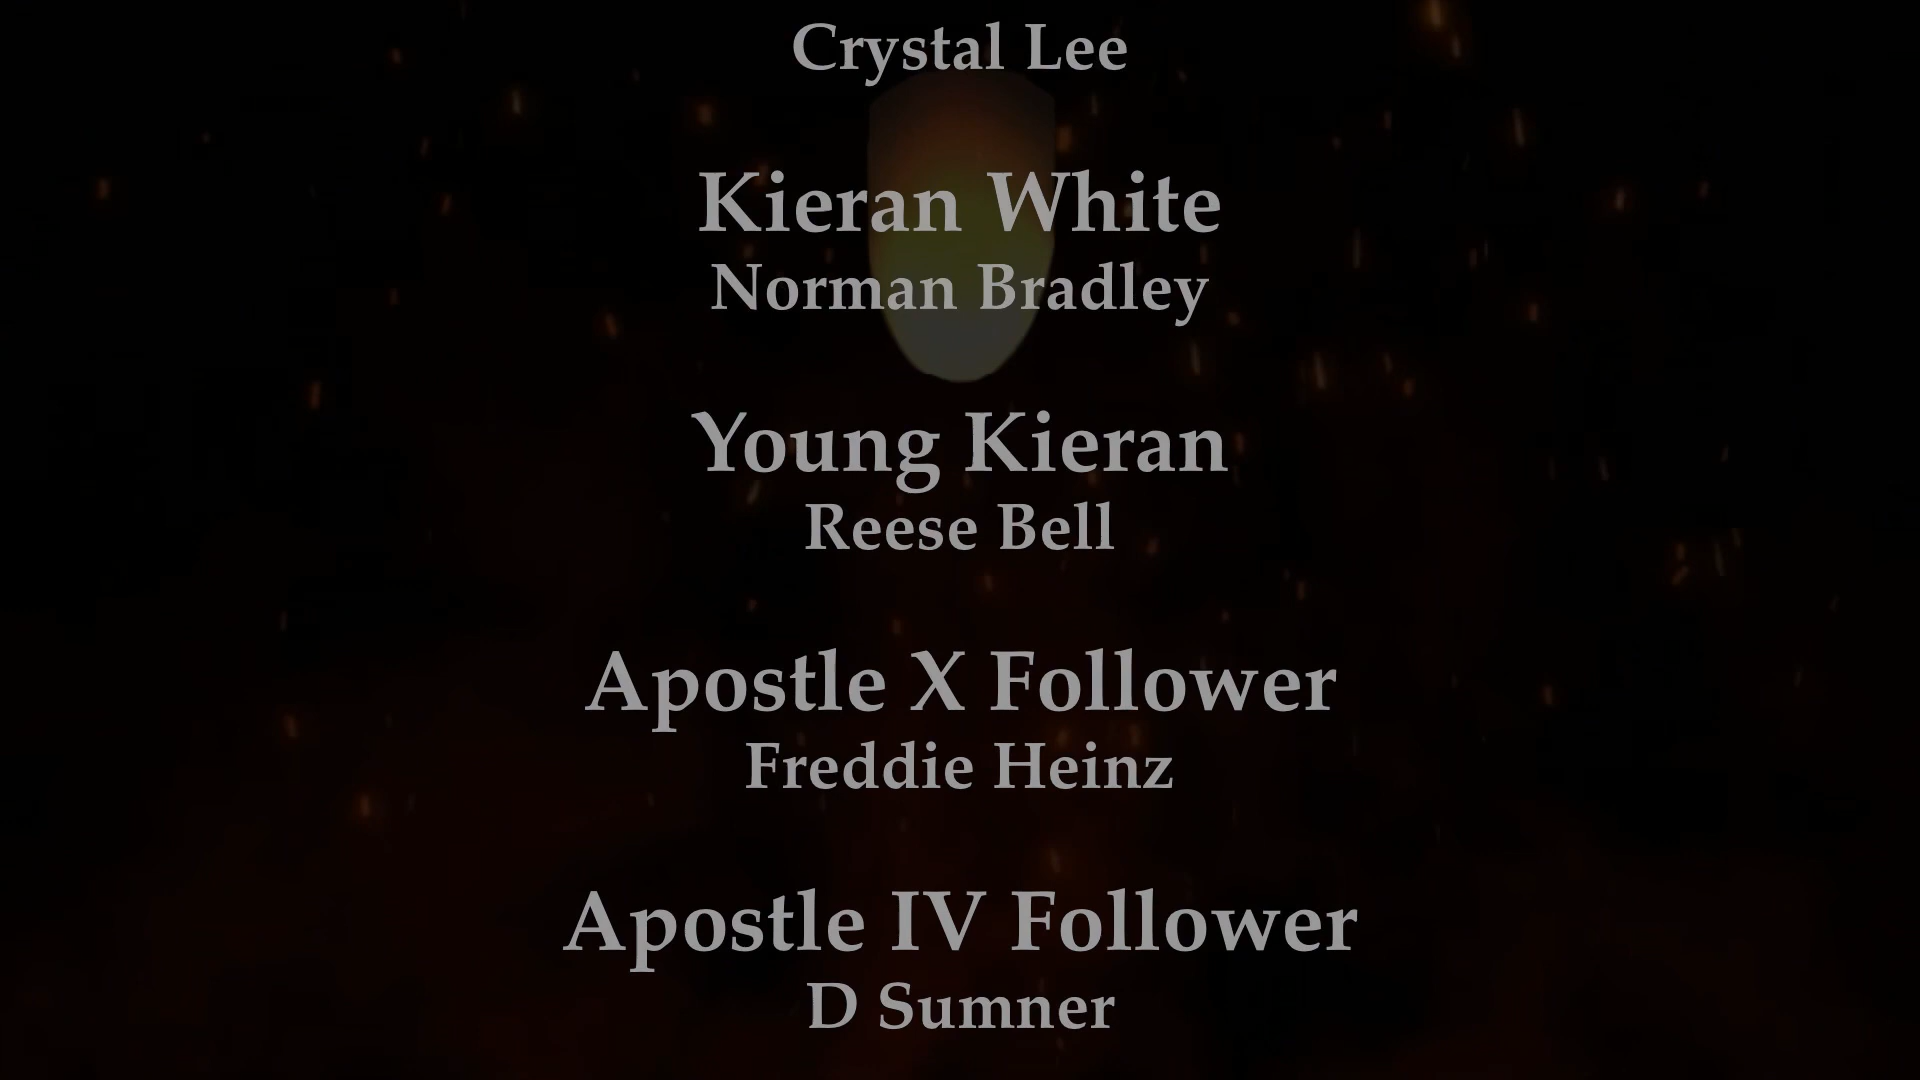 Crystal Lee
Kieran White
Norman Bradley
Young Kieran
Reese Bell
Apostle X Follower
Freddie Heinz
Apostle IV Follower
D Sumner